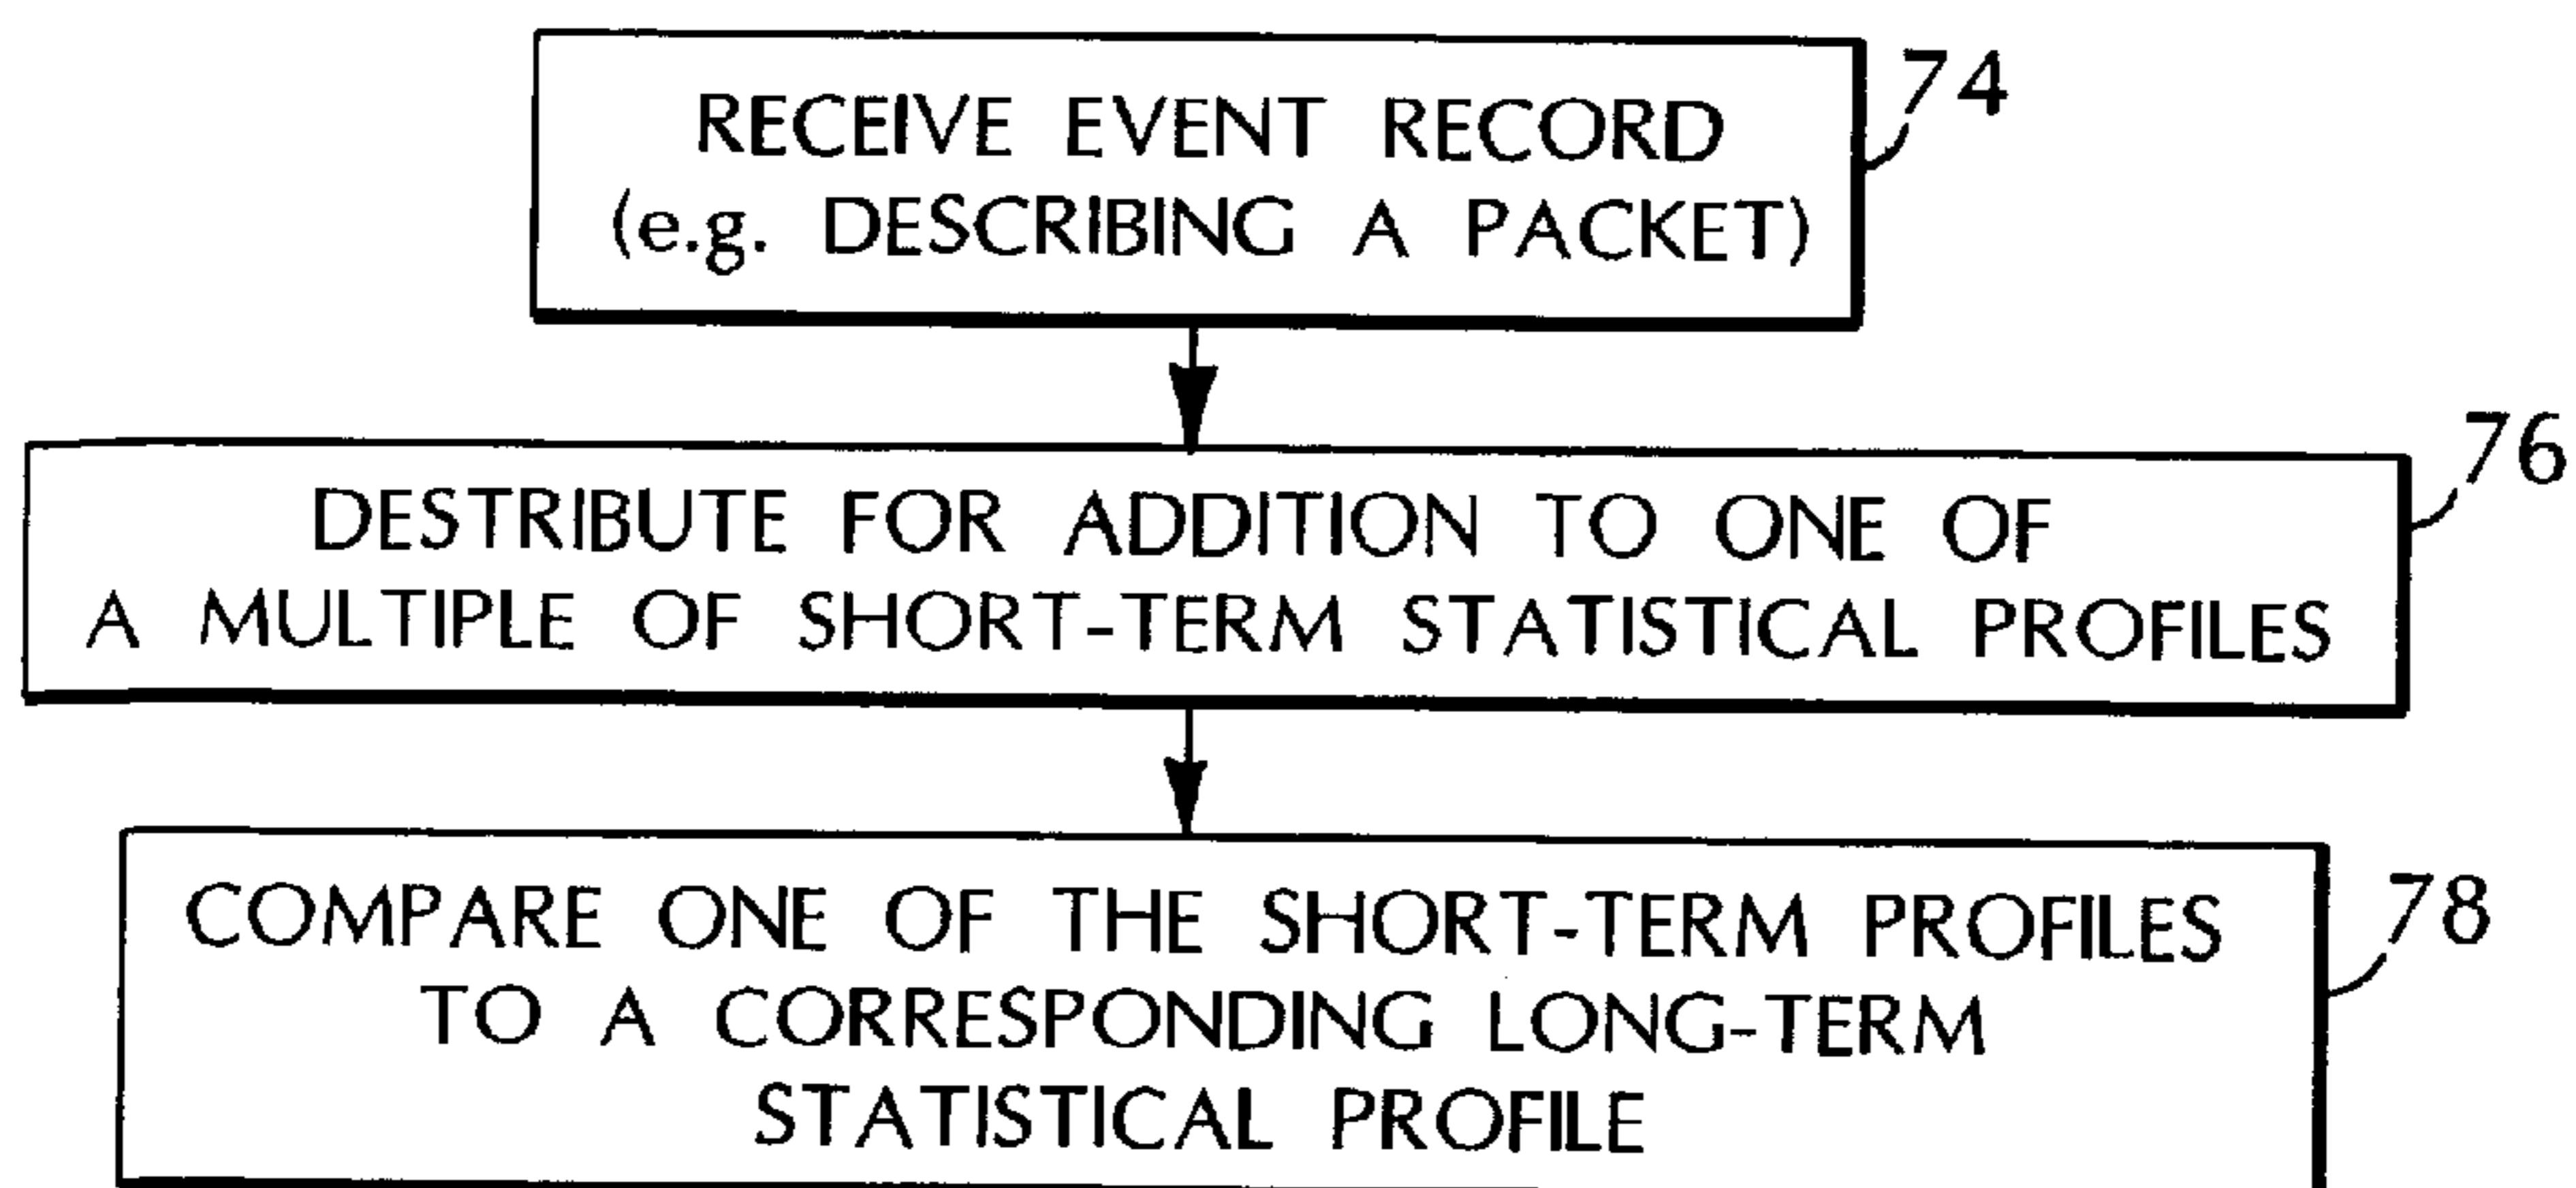 RECEIVE EVENT RECORD
(e.g. DESCRIBING A PACKET)
74
DESTRIBUTE FOR ADDITION TO ONE OF
A MULTIPLE OF SHORT-TERM STATISTICAL PROFILES
76
COMPARE ONE OF THE SHORT-TERM PROFILES
TO A CORRESPONDING LONG-TERM
STATISTICAL PROFILE
78